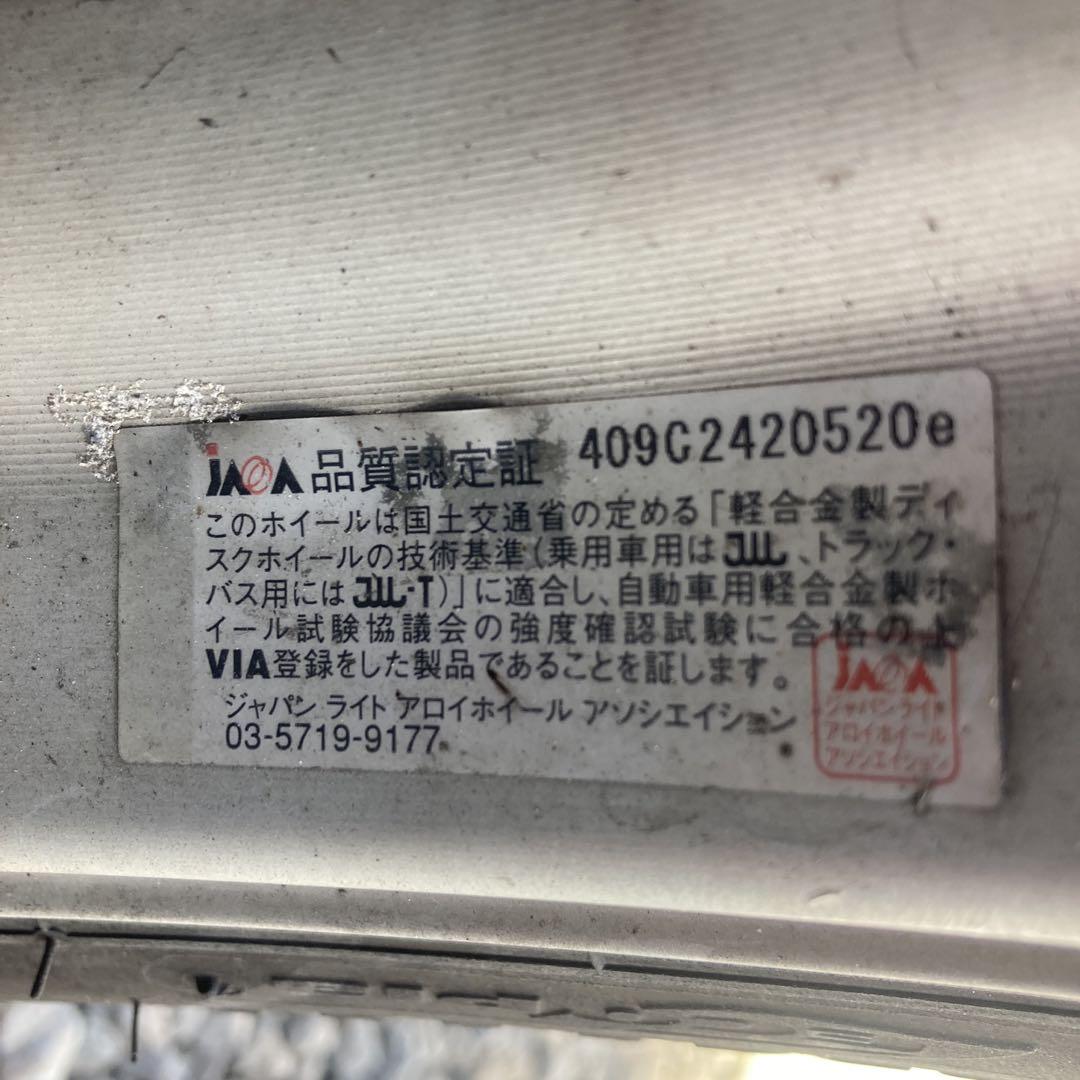 JAWA 品質認定証 409C2420520e
このホイールは国土交通省の定める「軽合金製ディ
スクホイールの技術基準(乗用車用はJWL、トラック・
バス用にはJWL-T)」に適合し、自動車用軽合金製ホ
イール試験協議会の強度確認試験に合格の上
VIA登録をした製品であることを証します。
ジャパン ライト アロイホイール アソシエイション
03-5719-9177
JAWA
ジャパンライト
アロイホイール
アソシエイション